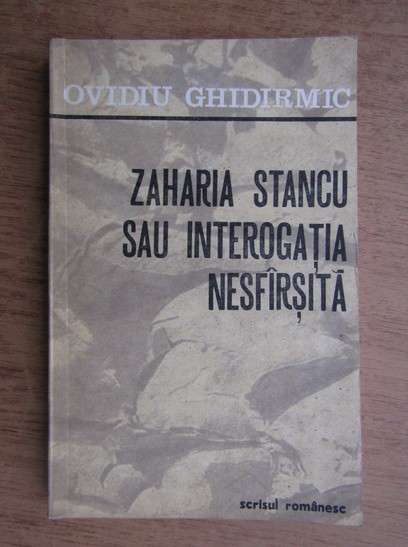 OVIDIU GHIDIRMIC
ZAHARIA STANCU
SAU INTEROGAȚIA
NESFÎRȘITĂ
scrisul românesc